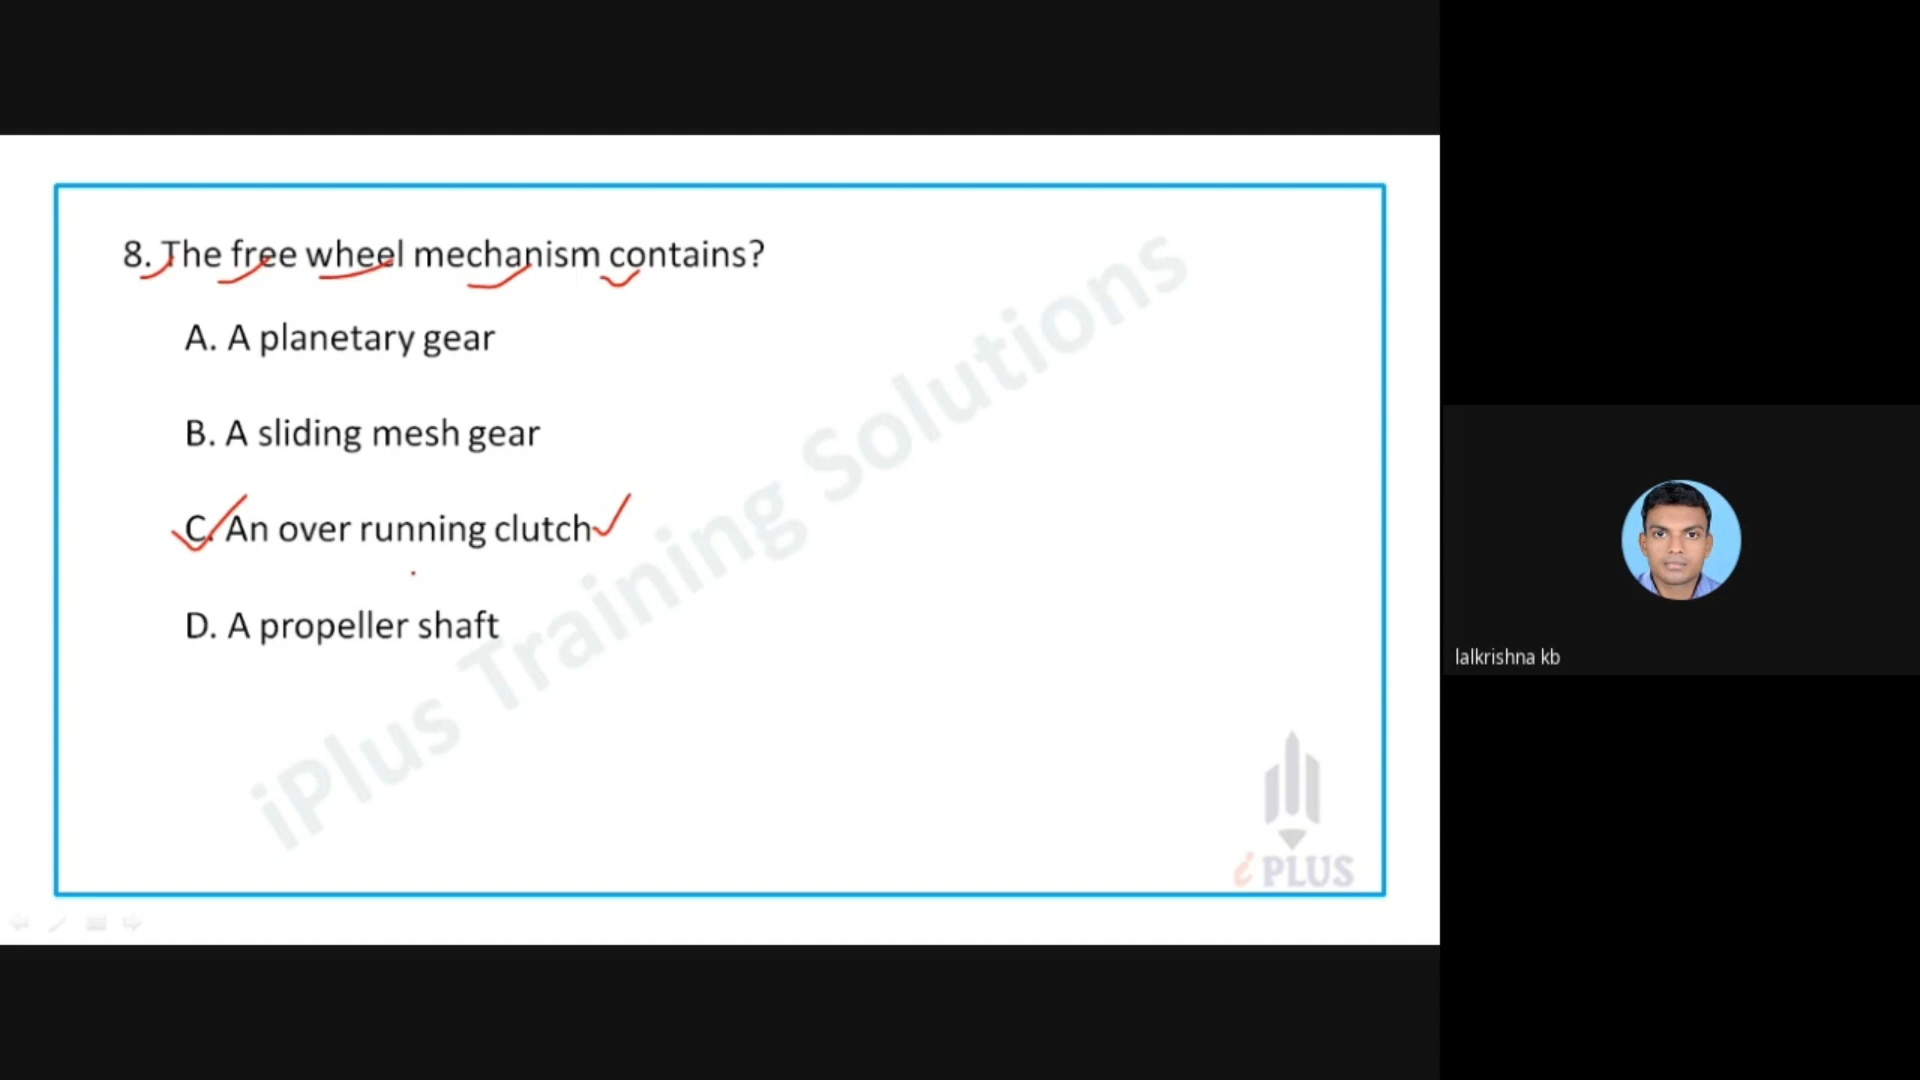 8. The free wheel mechanism contains?
A. A planetary gear
B. A sliding mesh gear
C. An over running clutch
D. A propeller shaft
iPlus Training Solutions
i PLUS
lalkrishna kb